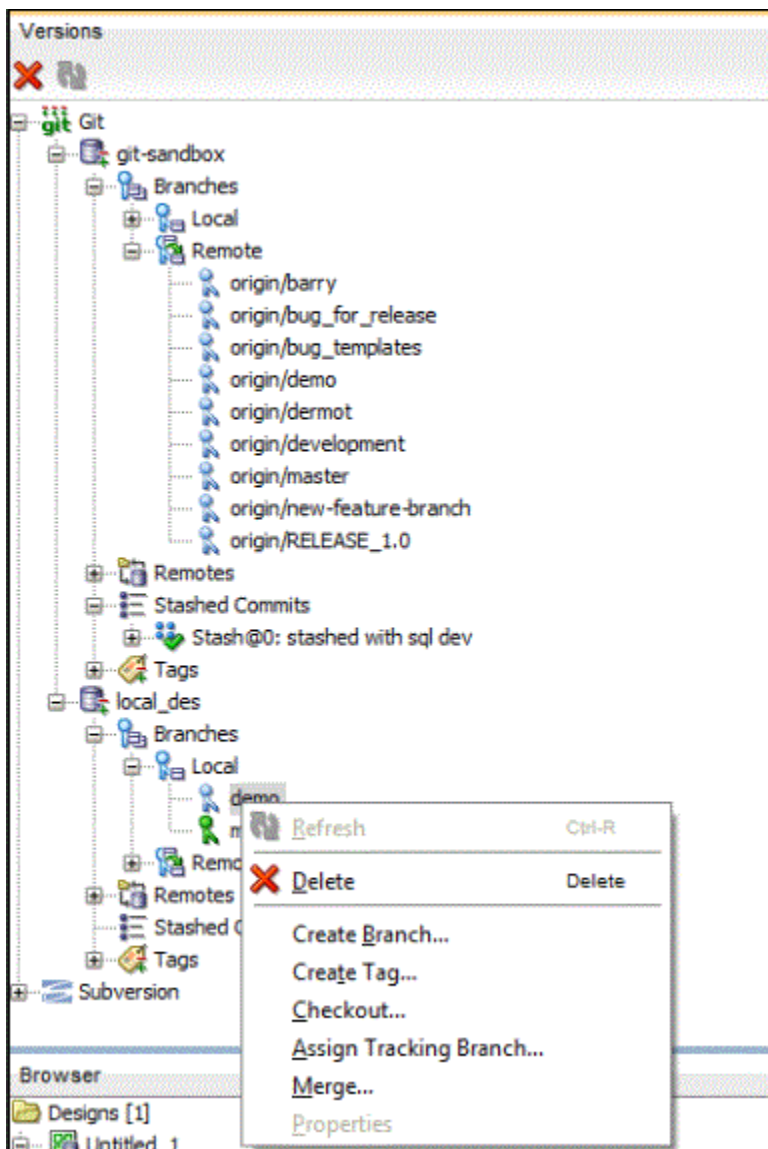 Versions
git Git
git-sandbox
Branches
Local
Remote
origin/barry
origin/bug_for_release
origin/bug_templates
origin/demo
origin/dermot
origin/development
origin/master
origin/new-feature-branch
origin/RELEASE_1.0
Remotes
Stashed Commits
Stash@0: stashed with sql dev
Tags
local_des
Branches
Local
demo
m
Remo
Remotes
Stashed C
Tags
Subversion
Refresh Ctrl-R
Delete Delete
Create Branch...
Create Tag...
Checkout...
Assign Tracking Branch...
Merge...
Properties
Browser
Designs [1]
Untitled_1